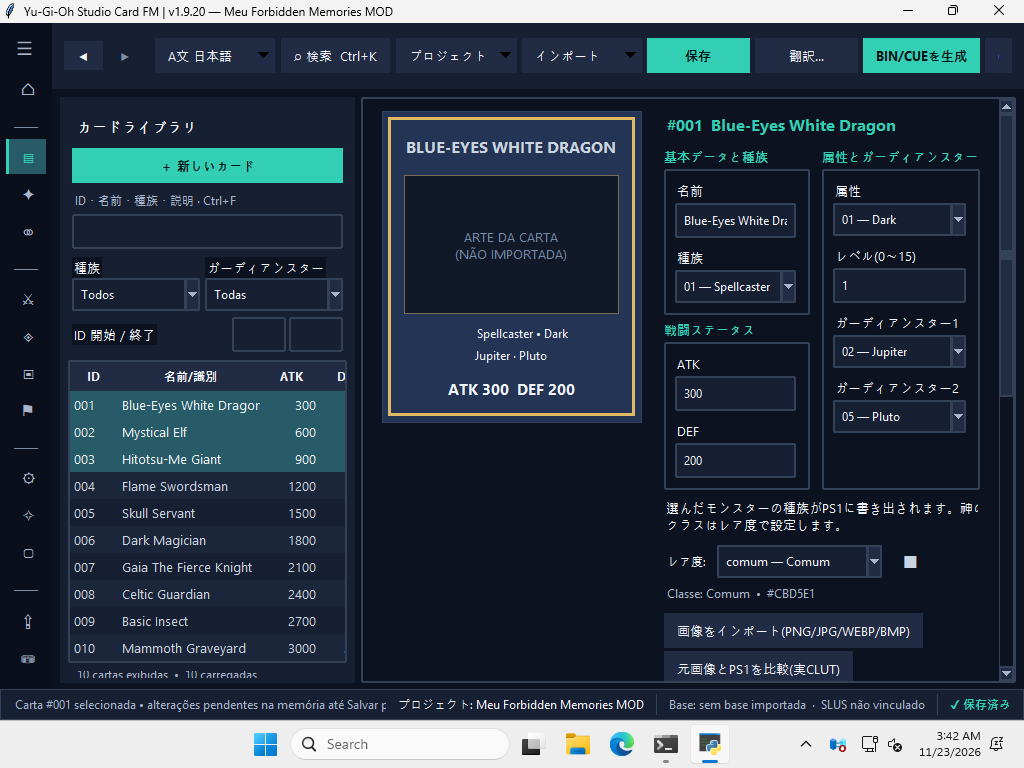 Yu-Gi-Oh Studio Card FM | v1.9.20 — Meu Forbidden Memories MOD
A文 日本語
検索 Ctrl+K
プロジェクト
インポート
保存
翻訳...
BIN/CUEを生成
カードライブラリ
+ 新しいカード
ID · 名前 · 種族 · 説明 · Ctrl+F
種族
ガーディアンスター
Todos
Todas
ID 開始 / 終了
ID 名前/識別 ATK D
001 Blue-Eyes White Dragor 300
002 Mystical Elf 600
003 Hitotsu-Me Giant 900
004 Flame Swordsman 1200
005 Skull Servant 1500
006 Dark Magician 1800
007 Gaia The Fierce Knight 2100
008 Celtic Guardian 2400
009 Basic Insect 2700
010 Mammoth Graveyard 3000
10 cartas exibidas • 10 carregadas
BLUE-EYES WHITE DRAGON
ARTE DA CARTA
(NÃO IMPORTADA)
Spellcaster • Dark
Jupiter · Pluto
ATK 300 DEF 200
#001 Blue-Eyes White Dragon
基本データと種族
名前
Blue-Eyes White Dra
種族
01 — Spellcaster
戦闘ステータス
ATK
300
DEF
200
属性とガーディアンスター
属性
01 — Dark
レベル(0～15)
1
ガーディアンスター1
02 — Jupiter
ガーディアンスター2
05 — Pluto
選んだモンスターの種族がPS1に書き出されます。神の
クラスはレア度で設定します。
レア度:
comum — Comum
Classe: Comum • #CBD5E1
画像をインポート(PNG/JPG/WEBP/BMP)
元画像とPS1を比較(実CLUT)
Carta #001 selecionada • alterações pendentes na memória até Salvar p
プロジェクト: Meu Forbidden Memories MOD
Base: sem base importada · SLUS não vinculado
✓ 保存済み
Search
3:42 AM
11/23/2026